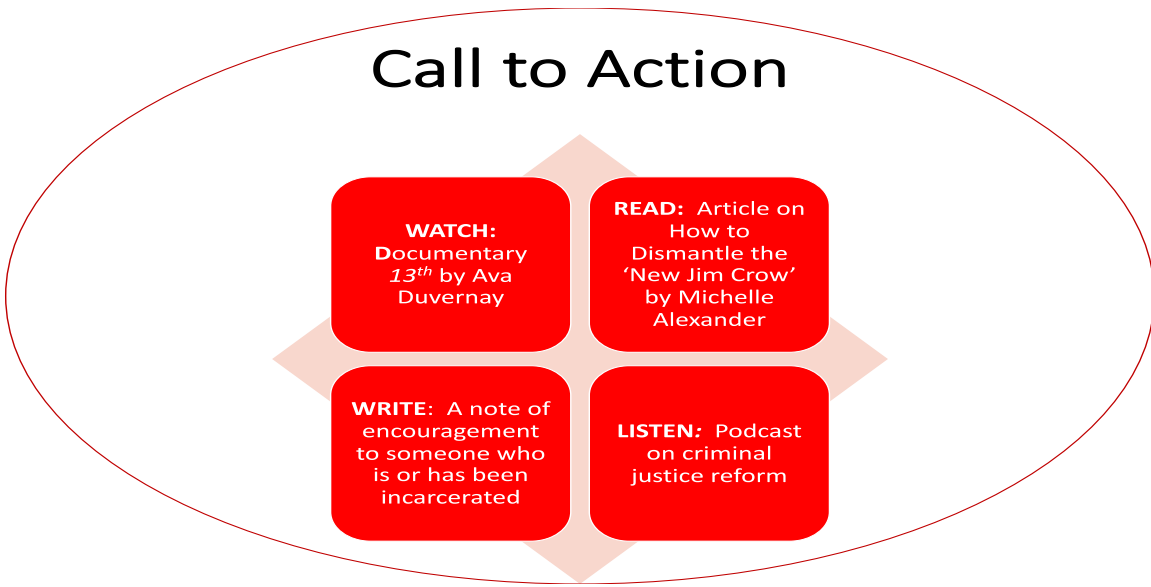 Call to Action
WATCH:
Documentary
13th by Ava
Duvernay
READ:  Article on
How to
Dismantle the
‘New Jim Crow’
by Michelle
Alexander
WRITE:  A note of
encouragement
to someone who
is or has been
incarcerated
LISTEN:  Podcast
on criminal
justice reform